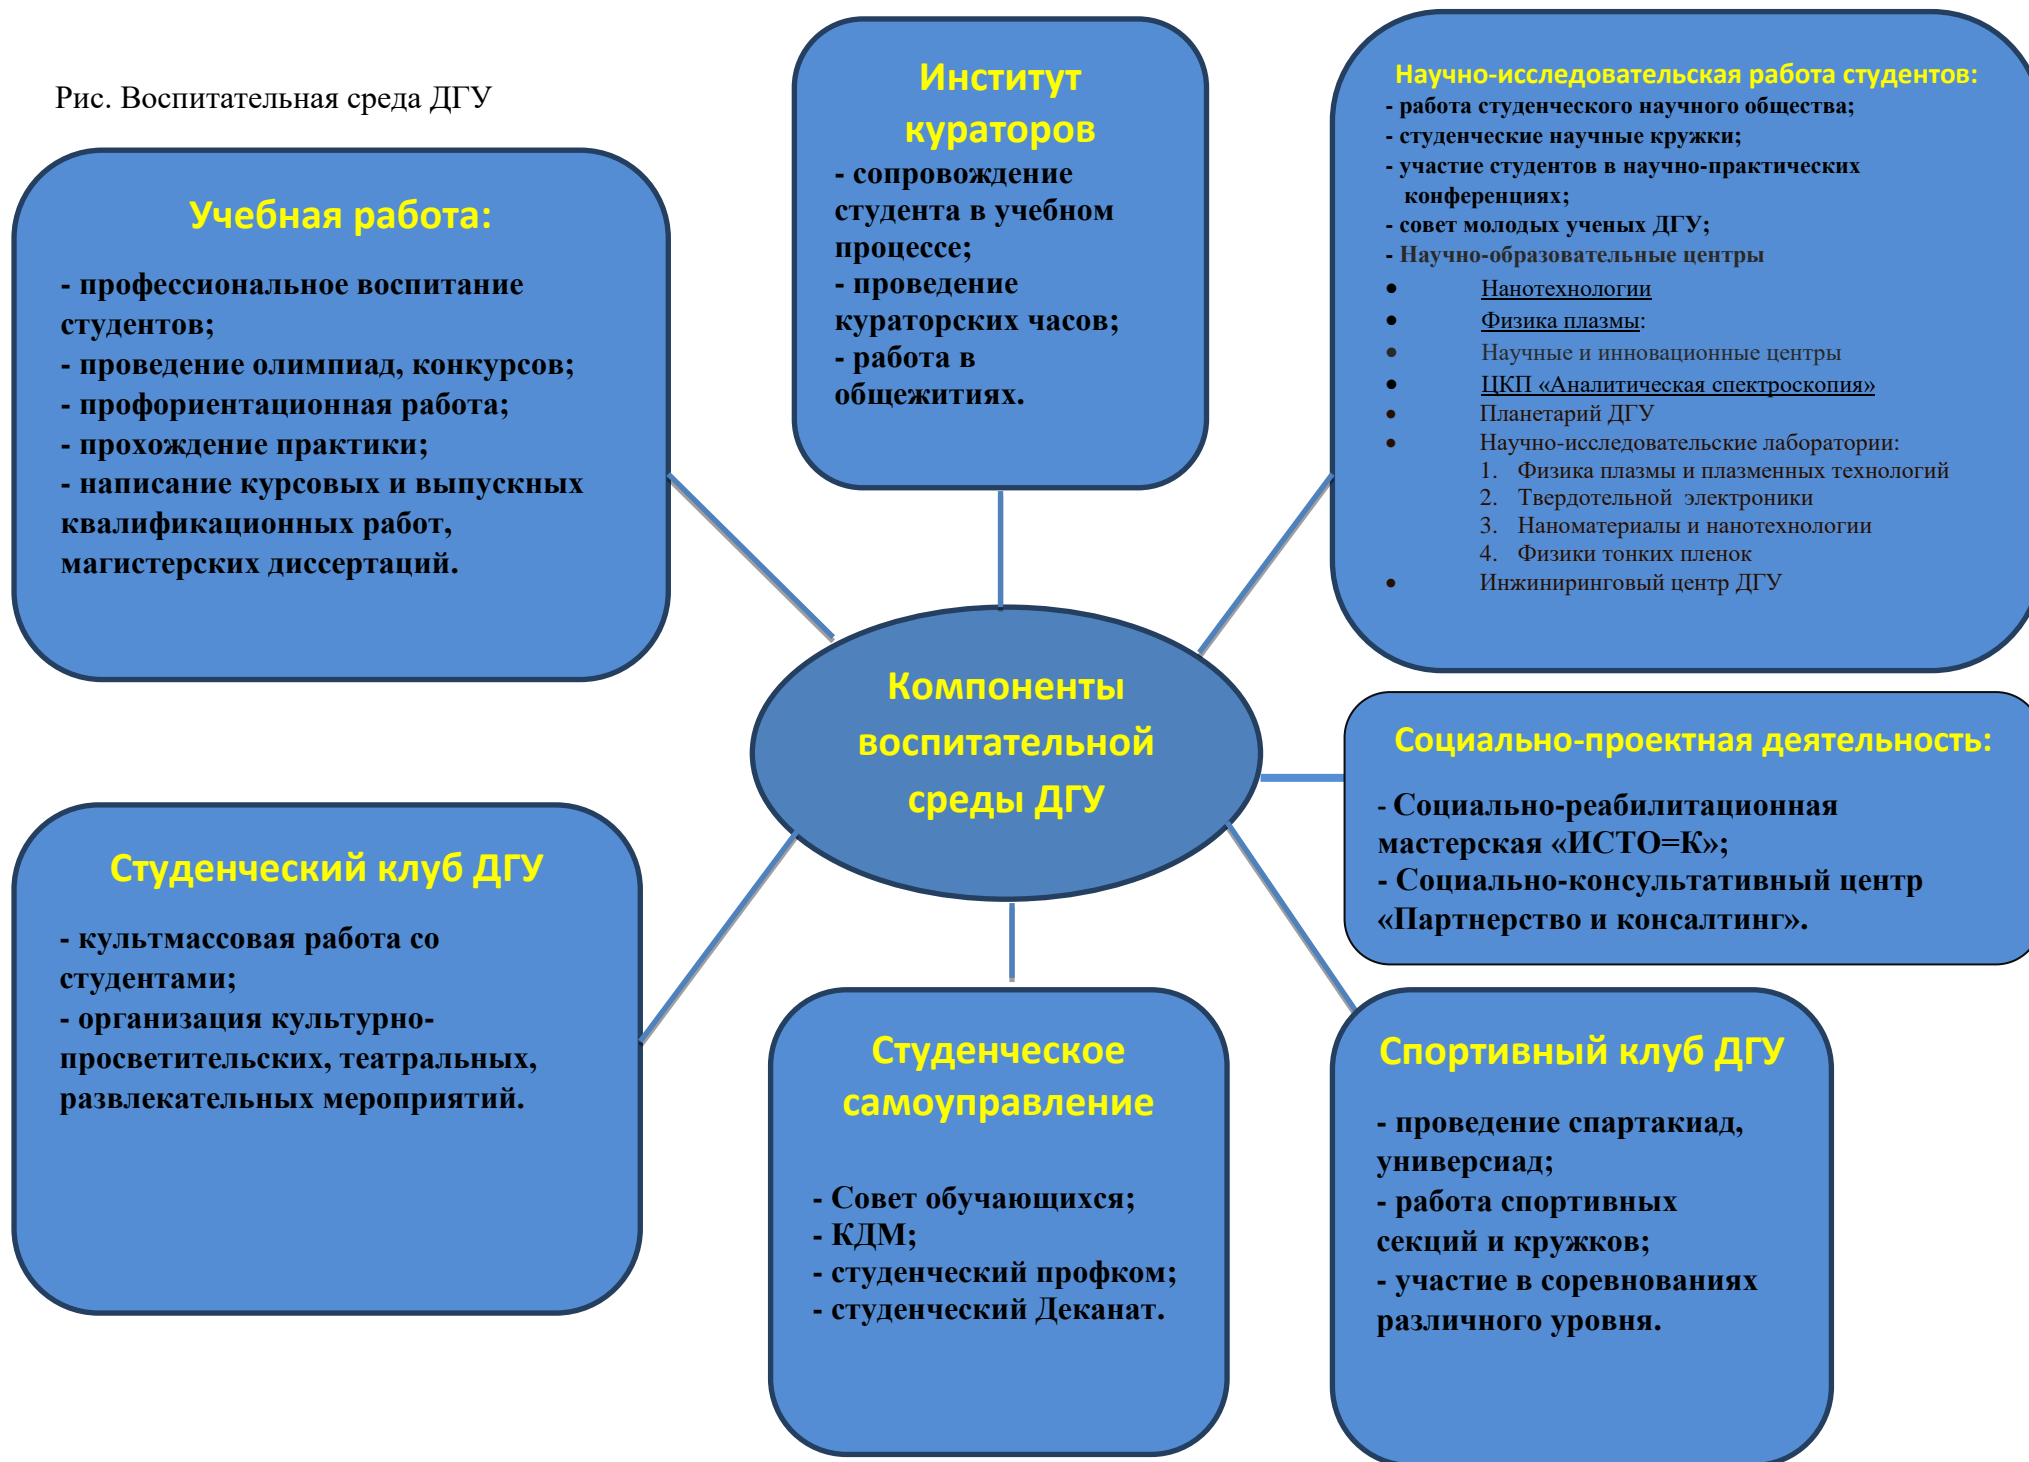 Рис. Воспитательная среда ДГУ
Учебная работа:
- профессиональное воспитание
студентов;
- проведение олимпиад, конкурсов;
- профориентационная работа;
- прохождение практики;
- написание курсовых и выпускных
квалификационных работ,
магистерских диссертаций.
Институт
кураторов
- сопровождение
студента в учебном
процессе;
- проведение
кураторских часов;
- работа в
общежитиях.
Научно-исследовательская работа студентов:
- работа студенческого научного общества;
- студенческие научные кружки;
- участие студентов в научно-практических
конференциях;
- совет молодых ученых ДГУ;
- Научно-образовательные центры
• Нанотехнологии
• Физика плазмы:
• Научные и инновационные центры
• ЦКП «Аналитическая спектроскопия»
• Планетарий ДГУ
• Научно-исследовательские лаборатории:
1. Физика плазмы и плазменных технологий
2. Твердотельной электроники
3. Наноматериалы и нанотехнологии
4. Физики тонких пленок
• Инжиниринговый центр ДГУ
Компоненты
воспитательной
среды ДГУ
Социально-проектная деятельность:
- Социально-реабилитационная
мастерская «ИСТО=К»;
- Социально-консультативный центр
«Партнерство и консалтинг».
Студенческий клуб ДГУ
- культмассовая работа со
студентами;
- организация культурно-
просветительских, театральных,
развлекательных мероприятий.
Студенческое
самоуправление
- Совет обучающихся;
- КДМ;
- студенческий профком;
- студенческий Деканат.
Спортивный клуб ДГУ
- проведение спартакиад,
универсиад;
- работа спортивных
секций и кружков;
- участие в соревнованиях
различного уровня.